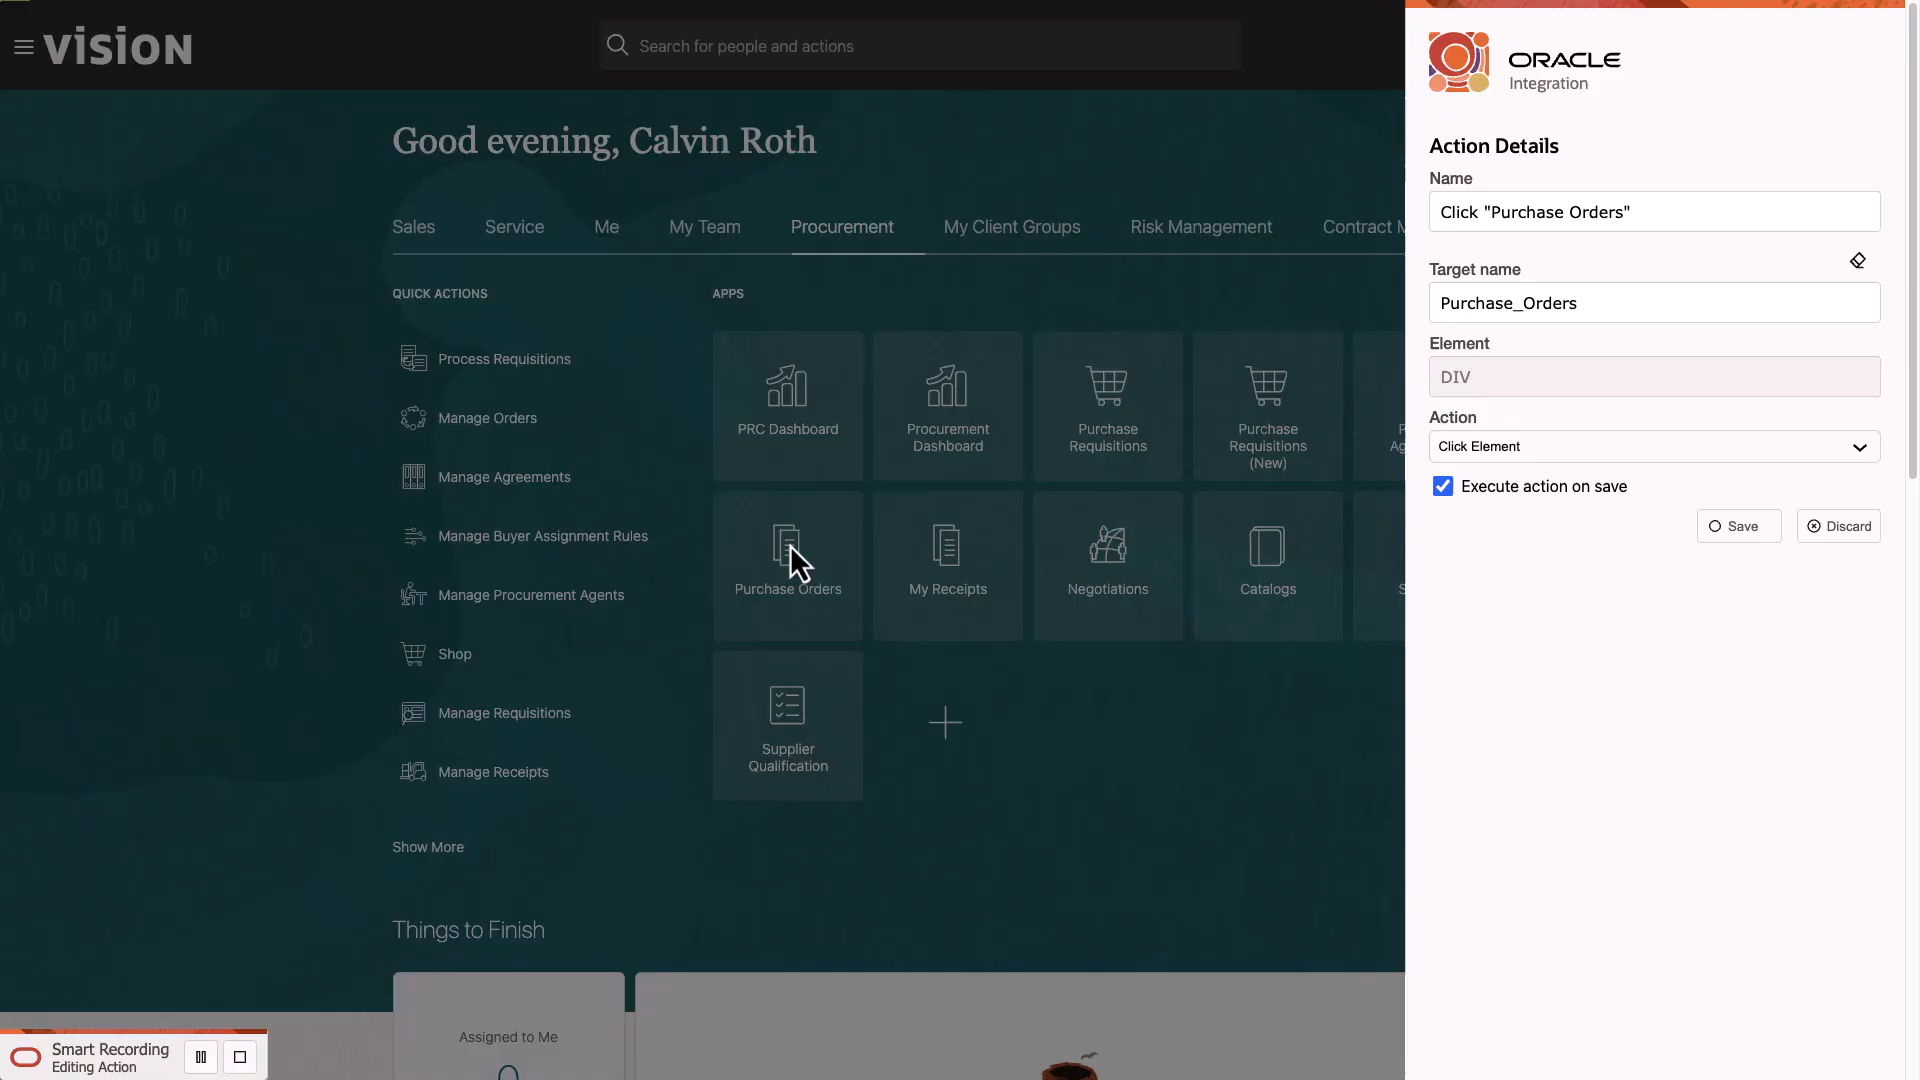 VISION
Search for people and actions
Good evening, Calvin Roth
Sales
Service
Me
My Team
Procurement
My Client Groups
Risk Management
Contract M
QUICK ACTIONS
Process Requisitions
Manage Orders
Manage Agreements
Manage Buyer Assignment Rules
Manage Procurement Agents
Shop
Manage Requisitions
Manage Receipts
Show More
APPS
PRC Dashboard
Procurement
Dashboard
Purchase
Requisitions
Purchase
Requisitions
(New)
P
Ag
Purchase Orders
My Receipts
Negotiations
Catalogs
S
Supplier
Qualification
Things to Finish
Assigned to Me
Smart Recording
Editing Action
ORACLE
Integration
Action Details
Name
Click "Purchase Orders"
Target name
Purchase_Orders
Element
DIV
Action
Click Element
Execute action on save
Save
Discard